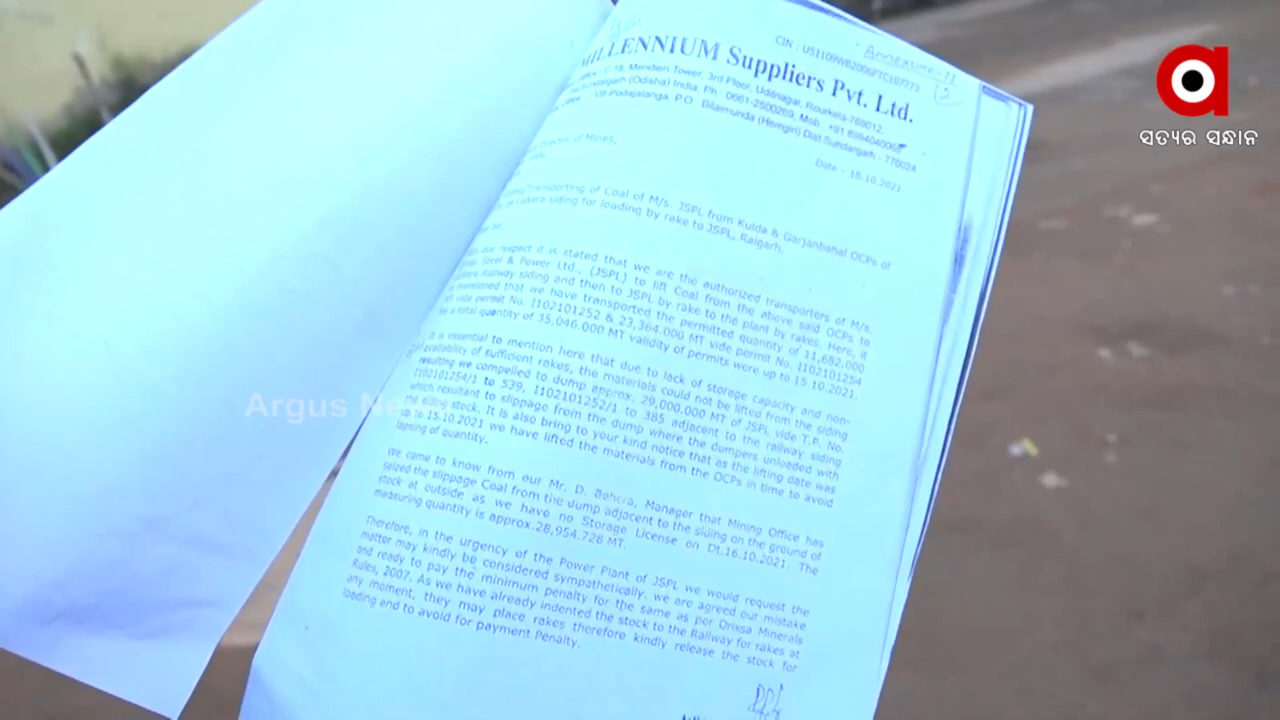 Annexure-11
2
CIN : U51109WB2006PTC107773
MILLENNIUM Suppliers Pvt. Ltd.
C-18, Meridien Tower, 3rd Floor, Uditnagar, Rourkela-769012,
Sundargarh (Odisha) India, Ph. 0661-2500269, Mob.
Vill-Podajalanga, P.O. Bilaimunda (Hemgir) Dist.Sundargarh - 770024
Date - 18.10.2021
Director of Mines,
Transporting of Coal of M/s. JSPL from Kulda & Garjanbahal OCPs of
siding for loading by rake to JSPL, Raigarh.
Sir,
respect it is stated that we are the authorized transporters of M/s.
Steel & Power Ltd., (JSPL) to lift Coal from the above said OCPs to
Railway siding and then to JSPL by rake to the plant by rakes. Here, it
mentioned that we have transported the permitted quantity of 11,682.000
vide permit No. I102101252 & 23,364.000 MT vide permit No. I102101254
a total quantity of 35,046.000 MT validity of permits were up to 15.10.2021.
It is essential to mention here that due to lack of storage capacity and non-
availability of sufficient rakes, the materials could not be lifted from the siding
resulting we compelled to dump approx. 29,000.000 MT of JSPL vide T.P. No.
I102101254/1 to 539, I102101252/1 to 385 adjacent to the railway siding
which resultant to slippage from the dump where the dumpers unloaded with
the siding stock. It is also bring to your kind notice that as the lifting date was
to 15.10.2021 we have lifted the materials from the OCPs in time to avoid
lapsing of quantity.
We came to know from our Mr. D. Behera, Manager that Mining Office has
seized the slippage Coal from the dump adjacent to the siding on the ground of
stock at outside as we have no Storage License on Dt.16.10.2021. The
measuring quantity is approx.28,954.728 MT.
Therefore, in the urgency of the Power Plant of JSPL we would request the
matter may kindly be considered sympathetically. we are agreed our mistake
and ready to pay the minimum penalty for the same as per Orissa Minerals
Rules, 2007. As we have already indented the stock to the Railway for rakes at
any moment, they may place rakes therefore kindly release the stock for
loading end to avoid for payment Penalty.
Argus News
ସତ୍ୟର ସନ୍ଧାନ